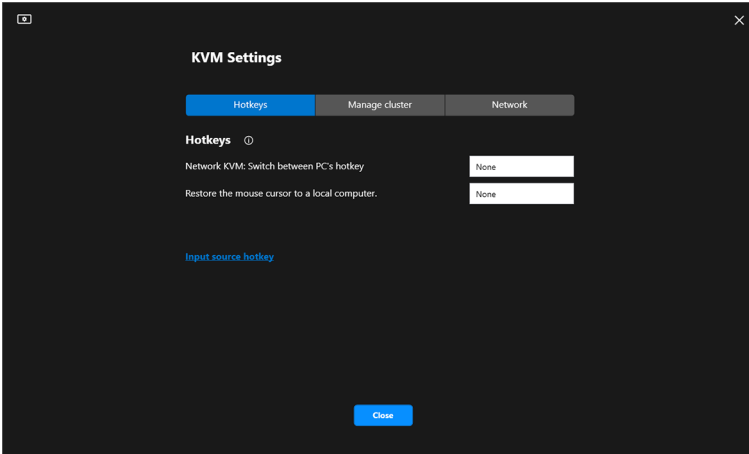 KVM Settings
Hotkeys Manage cluster Network
Hotkeys
Network KVM: Switch between PC's hotkey None
Restore the mouse cursor to a local computer. None
Input source hotkey
Close